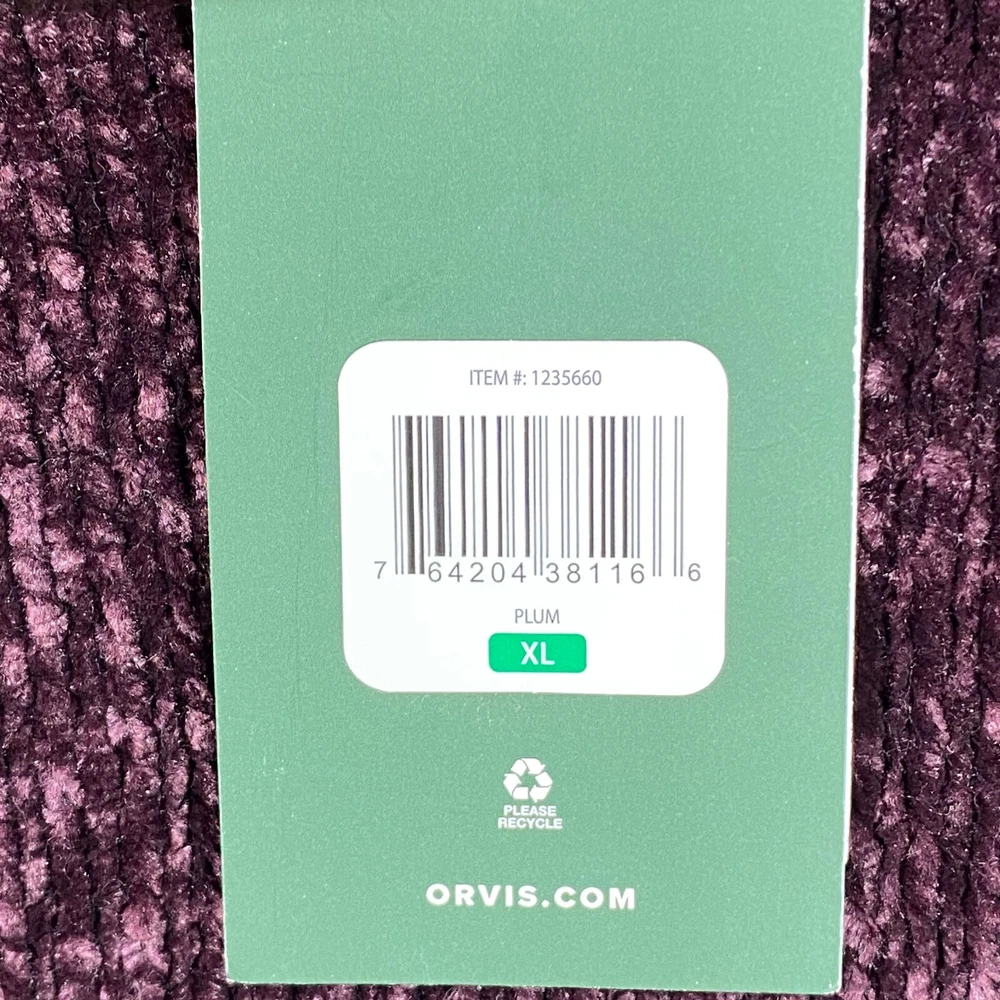 ITEM #: 1235660
7 64204 38116 6
PLUM
XL
PLEASE
RECYCLE
ORVIS.COM